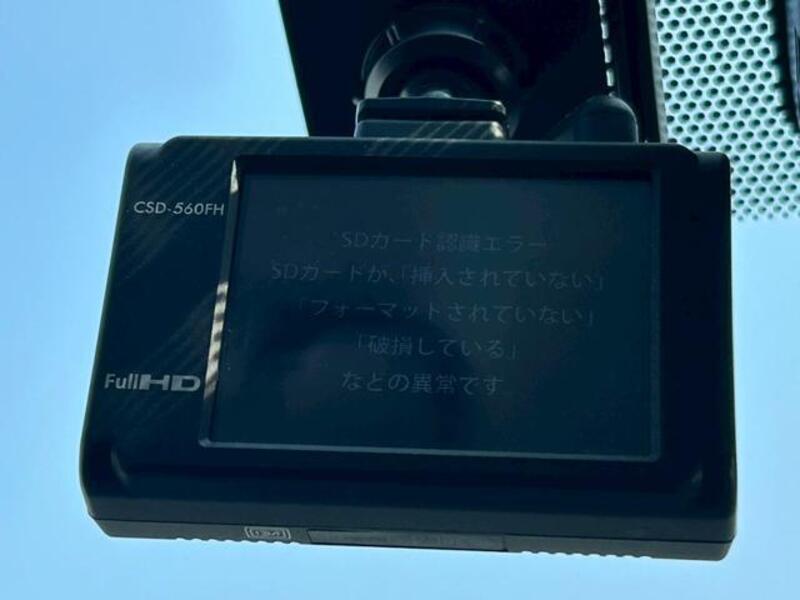 CSD-560FH
SDカード認識エラー
SDカードが、「挿入されていない」
「フォーマットされていない」
「破損している」
などの異常です
FullHD